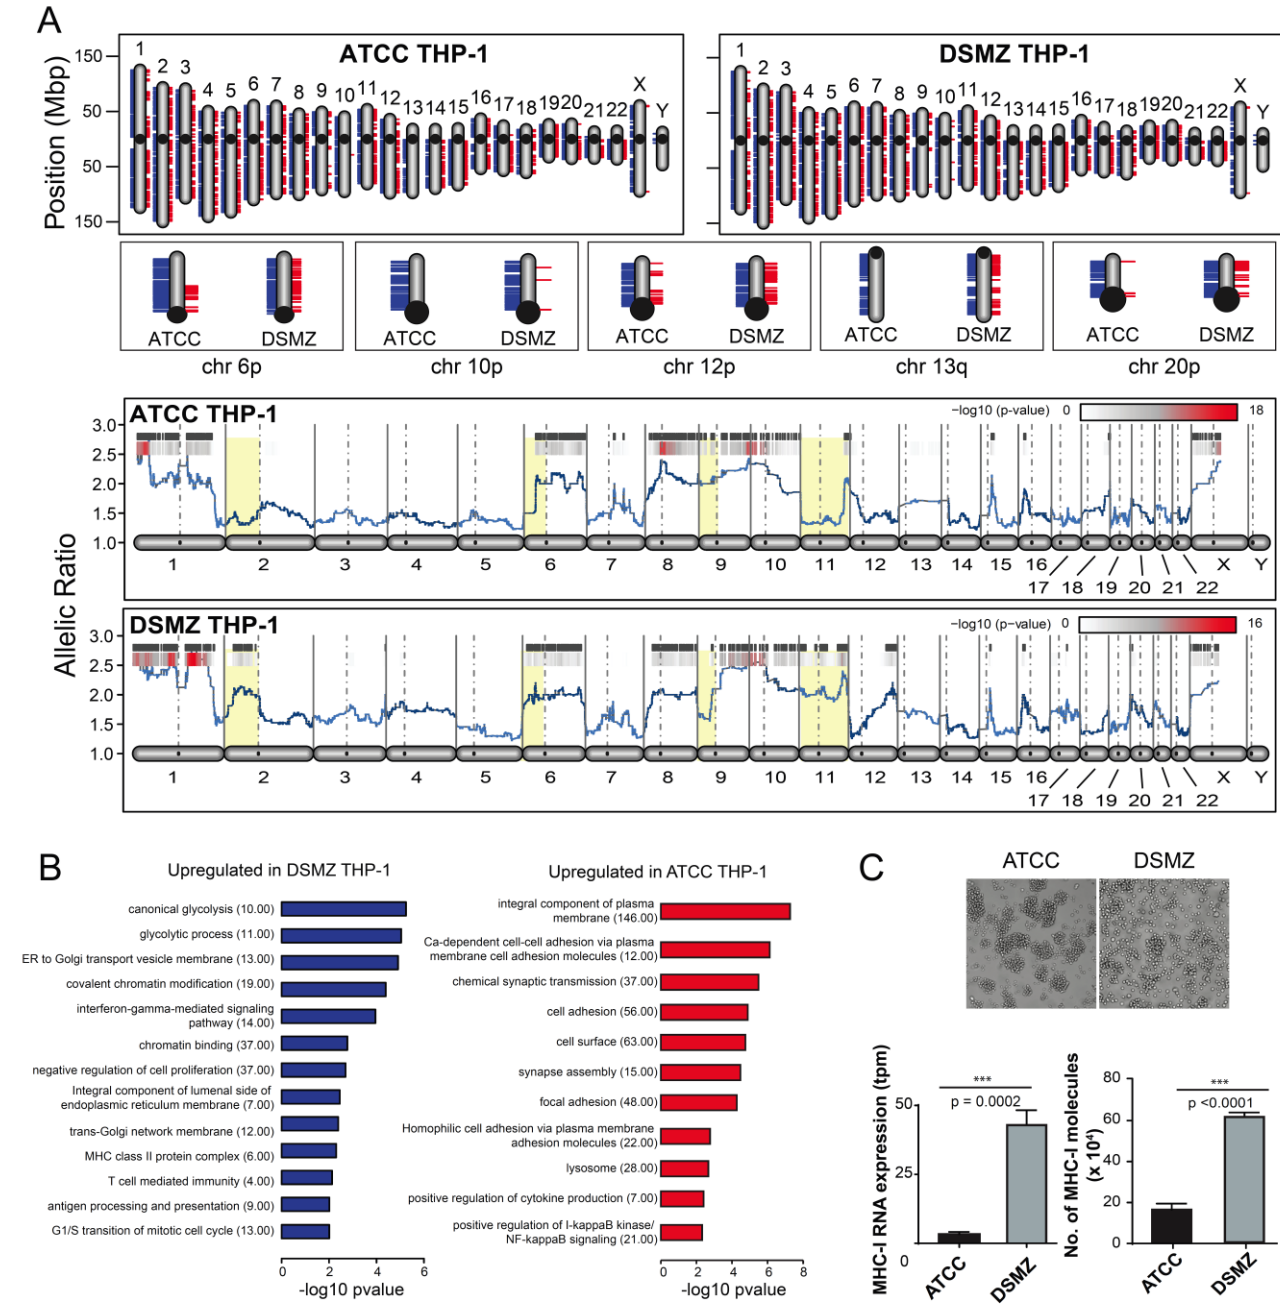 A
ATCC THP-1
DSMZ THP-1
Position (Mbp)
150
50
50
150
1 2 3 4 5 6 7 8 9 10 11 12 13 14 15 16 17 18 19 20 21 22 X Y
1 2 3 4 5 6 7 8 9 10 11 12 13 14 15 16 17 18 19 20 21 22 X Y
ATCC DSMZ
ATCC DSMZ
ATCC DSMZ
ATCC DSMZ
ATCC DSMZ
chr 6p
chr 10p
chr 12p
chr 13q
chr 20p
Allelic Ratio
ATCC THP-1
−log10 (p-value) 0 18
3.0
2.5
2.0
1.5
1.0
1 2 3 4 5 6 7 8 9 10 11 12 13 14 15 16 X Y
17 18 19 20 21 22
DSMZ THP-1
−log10 (p−value) 0 16
3.0
2.5
2.0
1.5
1.0
1 2 3 4 5 6 7 8 9 10 11 12 13 14 15 16 X Y
17 18 19 20 21 22
B
Upregulated in DSMZ THP-1
canonical glycolysis (10.00)
glycolytic process (11.00)
ER to Golgi transport vesicle membrane (13.00)
covalent chromatin modification (19.00)
interferon-gamma-mediated signaling
pathway (14.00)
chromatin binding (37.00)
negative regulation of cell proliferation (37.00)
Integral component of lumenal side of
endoplasmic reticulum membrane (7.00)
trans-Golgi network membrane (12.00)
MHC class II protein complex (6.00)
T cell mediated immunity (4.00)
antigen processing and presentation (9.00)
G1/S transition of mitotic cell cycle (13.00)
0 2 4 6
-log10 pvalue
Upregulated in ATCC THP-1
integral component of plasma
membrane (146.00)
Ca-dependent cell-cell adhesion via plasma
membrane cell adhesion molecules (12.00)
chemical synaptic transmission (37.00)
cell adhesion (56.00)
cell surface (63.00)
synapse assembly (15.00)
focal adhesion (48.00)
Homophilic cell adhesion via plasma membrane
adhesion molecules (22.00)
lysosome (28.00)
positive regulation of cytokine production (7.00)
positive regulation of I-kappaB kinase/
NF-kappaB signaling (21.00)
0 2 4 6 8
-log10 pvalue
C
ATCC DSMZ
MHC-I RNA expression (tpm)
50
25
0
***
p = 0.0002
ATCC
DSMZ
No. of MHC-I molecules
(x 10⁴)
80
60
40
20
0
***
p <0.0001
ATCC
DSMZ